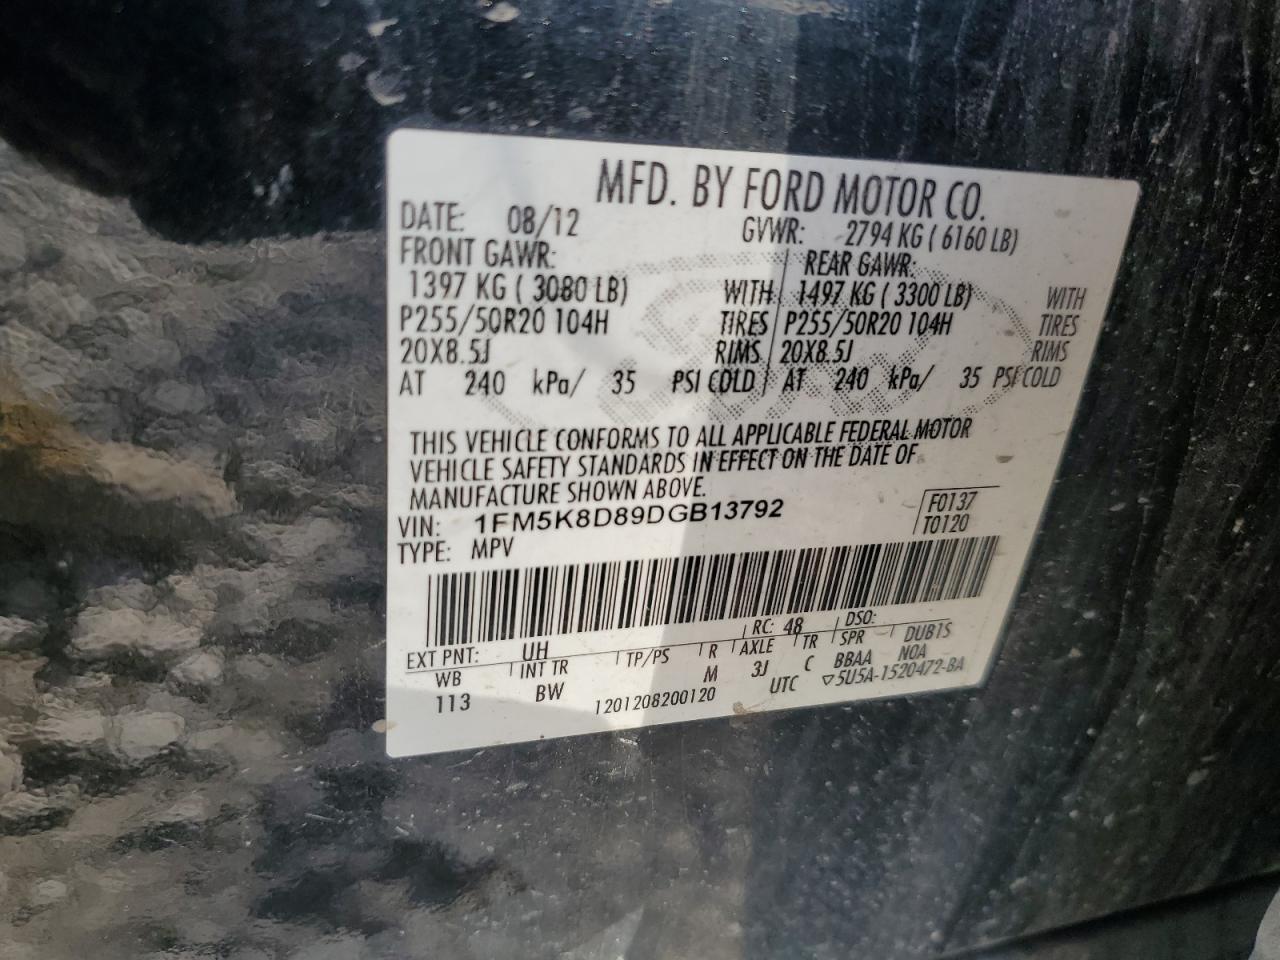 MFD. BY FORD MOTOR CO.
DATE: 08/12 GVWR: 2794 KG ( 6160 LB)
FRONT GAWR: REAR GAWR:
1397 KG ( 3080 LB) WITH 1497 KG ( 3300 LB) WITH
P255/50R20 104H TIRES P255/50R20 104H TIRES
20X8.5J RIMS 20X8.5J RIMS
AT 240 kPa/ 35 PSI COLD AT 240 kPa/ 35 PSI COLD
THIS VEHICLE CONFORMS TO ALL APPLICABLE FEDERAL MOTOR
VEHICLE SAFETY STANDARDS IN EFFECT ON THE DATE OF
MANUFACTURE SHOWN ABOVE.
VIN: 1FM5K8D89DGB13792 F0137
TYPE: MPV T0120
EXT PNT: UH RC: 48 DSO:
WB INT TR TP/PS R AXLE TR SPR DUB1S
113 BW M 3J C BBAA NOA
1201208200120 UTC ▽5U5A-1520472-BA